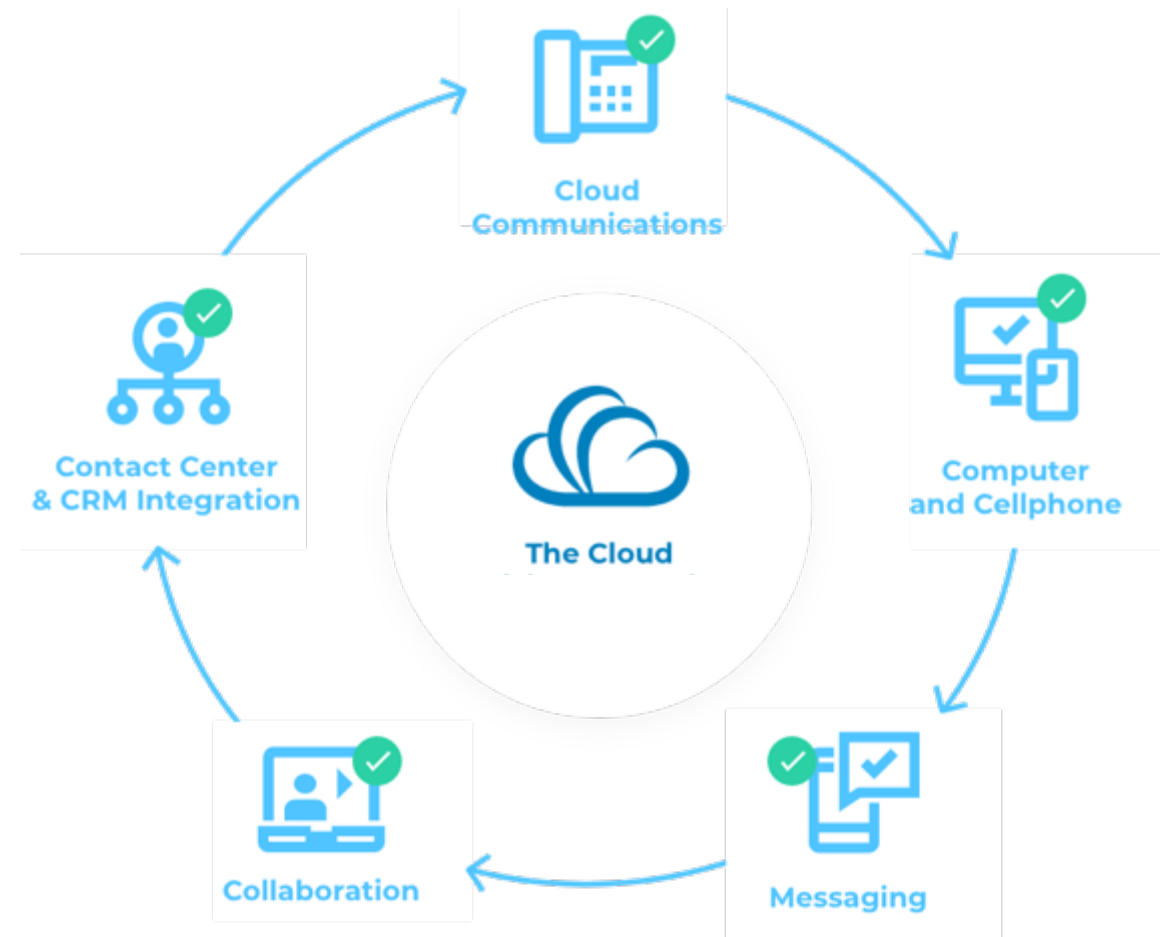 Cloud
Communications
Computer
and Cellphone
Messaging
Collaboration
Contact Center
& CRM Integration
The Cloud